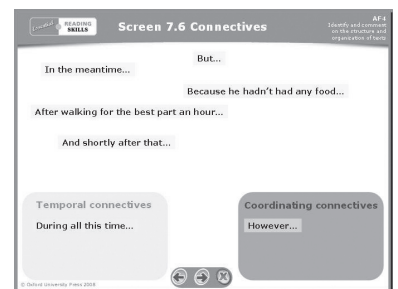 Essential READING
SKILLS
Screen 7.6 Connectives
AF4
Identify and comment
on the structure and
organization of texts
But...
In the meantime...
Because he hadn't had any food...
After walking for the best part an hour...
And shortly after that...
Temporal connectives
During all this time...
Coordinating connectives
However...
© Oxford University Press 2008